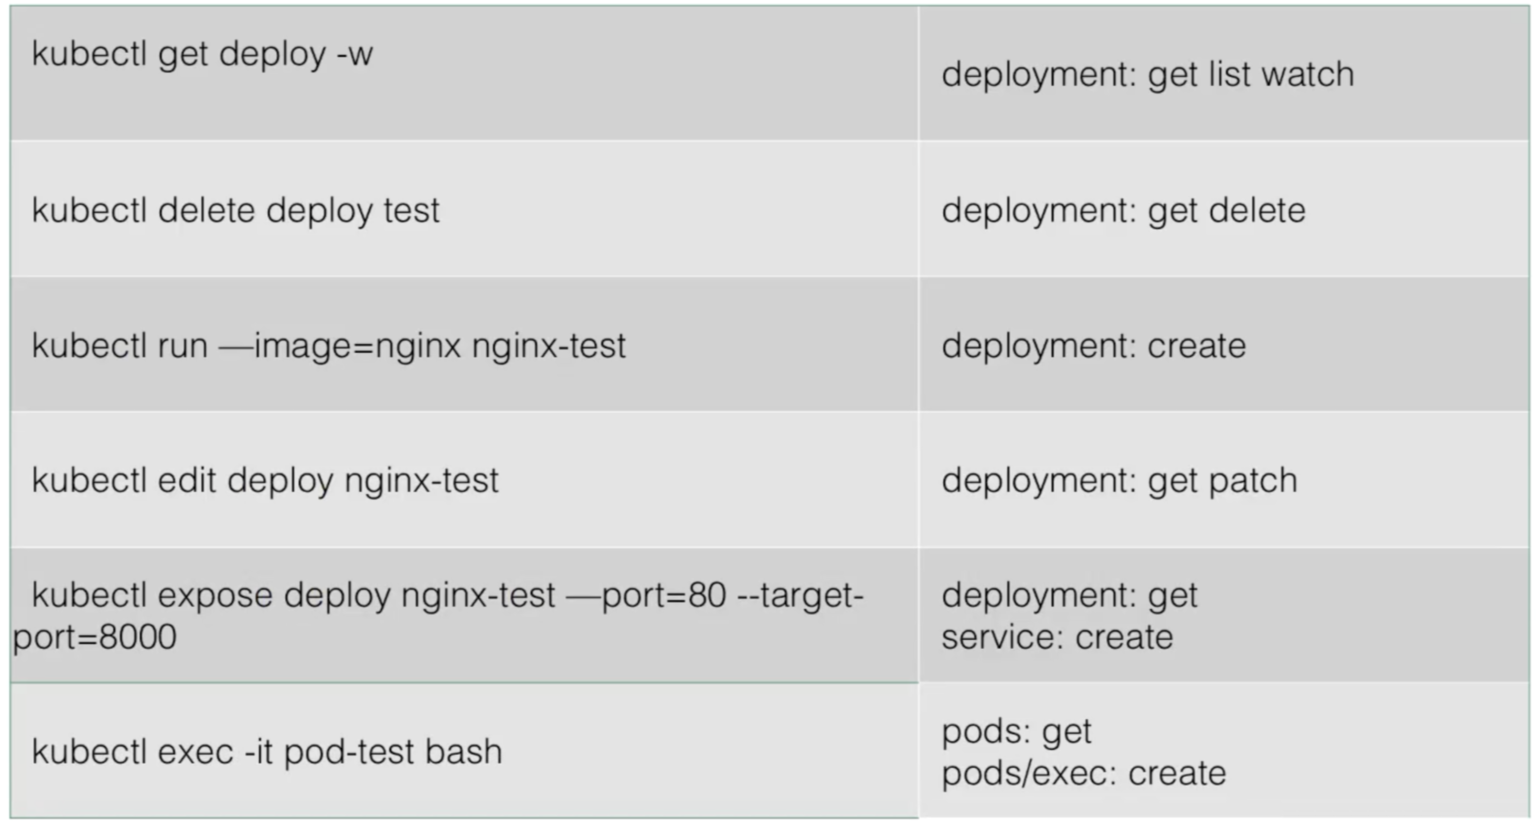 kubectl get deploy -w
deployment: get list watch
kubectl delete deploy test
deployment: get delete
kubectl run —image=nginx nginx-test
deployment: create
kubectl edit deploy nginx-test
deployment: get patch
kubectl expose deploy nginx-test —port=80 --target-
port=8000
deployment: get
service: create
kubectl exec -it pod-test bash
pods: get
pods/exec: create